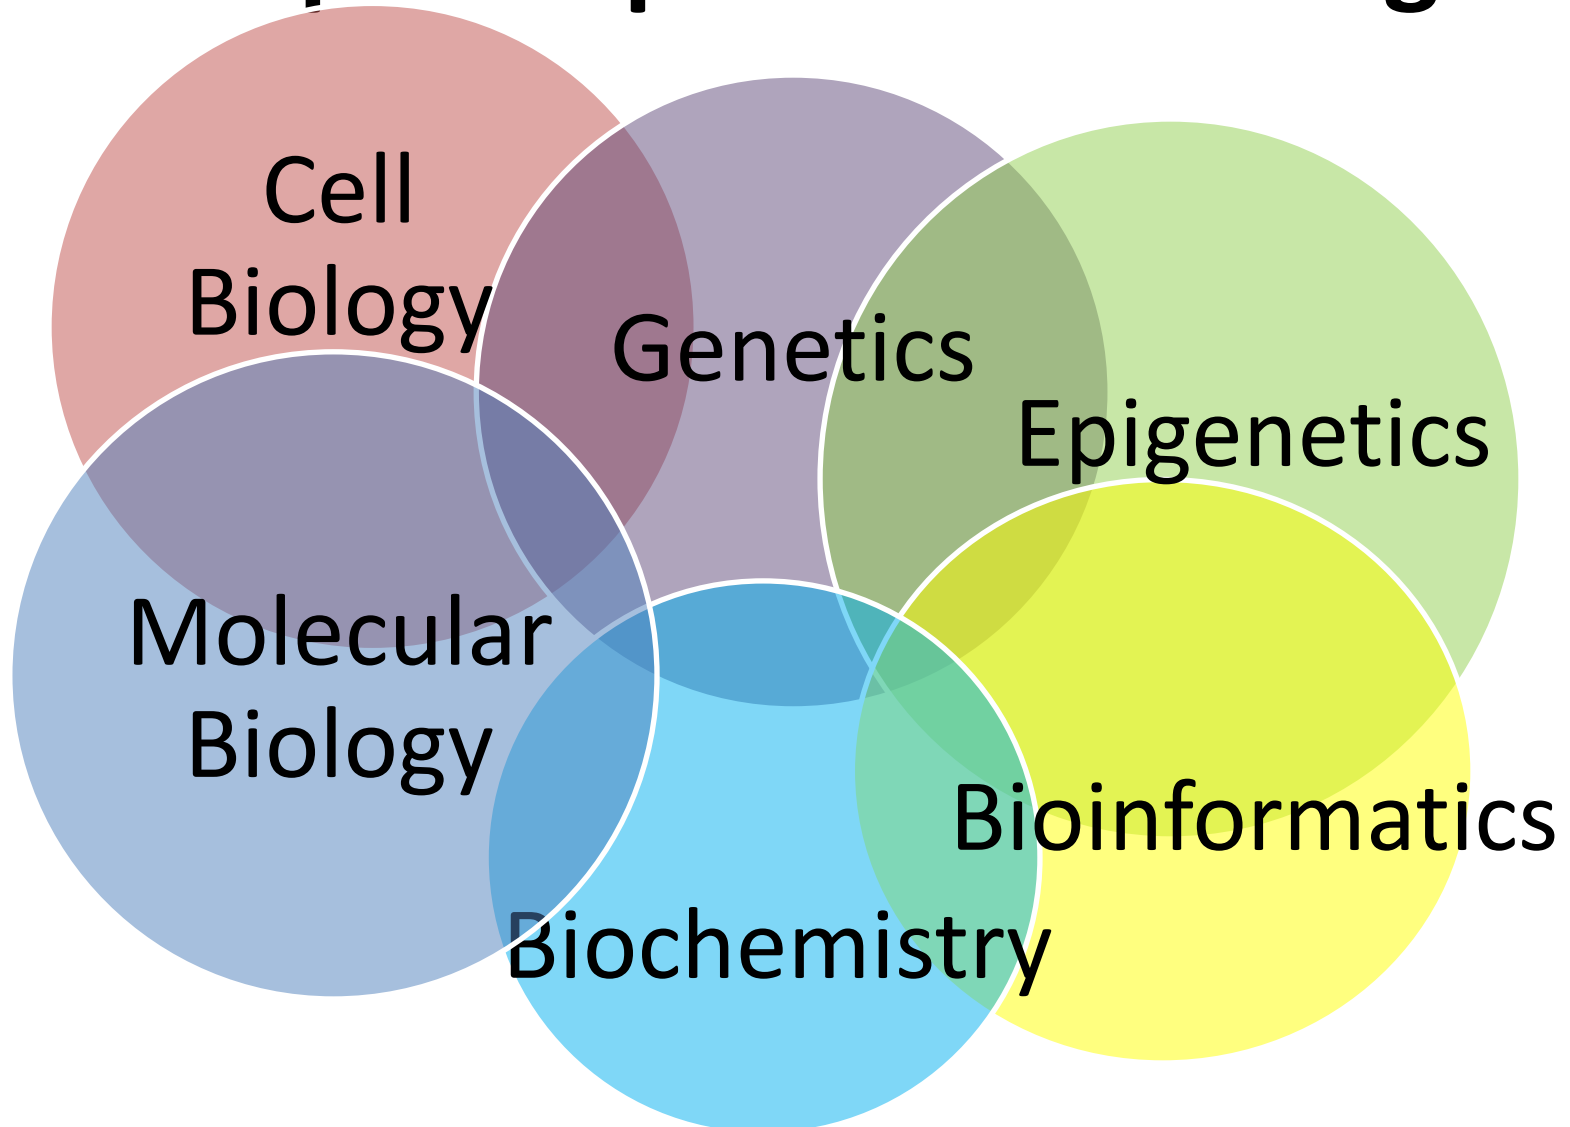 Cell
Biology
Genetics
Epigenetics
Molecular
Biology
Bioinformatics
Biochemistry